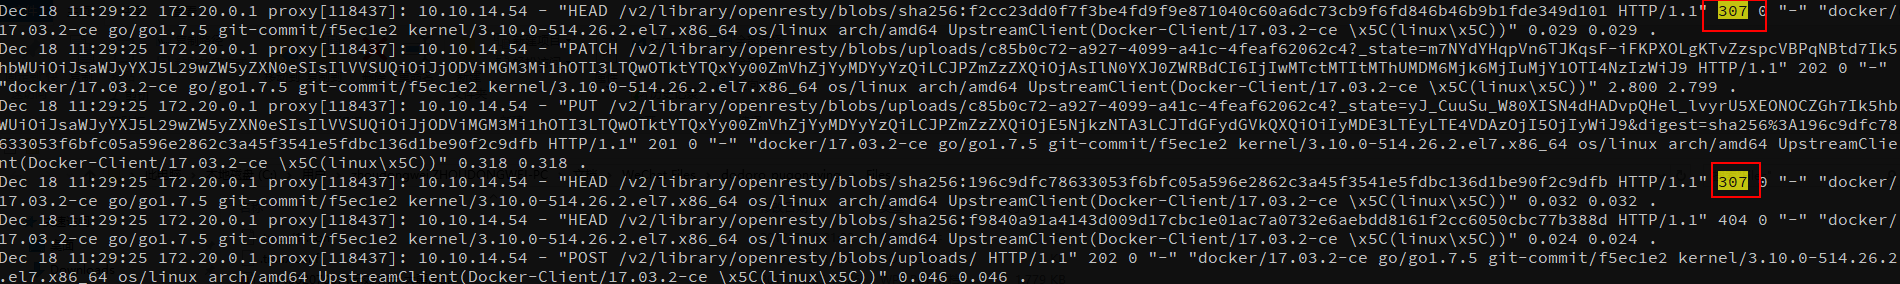 Dec 18 11:29:22 172.20.0.1 proxy[118437]: 10.10.14.54 - "HEAD /v2/library/openresty/blobs/sha256:f2cc23dd0f7f3be4fd9f9e871040c60a6dc73cb9f6fd846b46b9b1fde349d101 HTTP/1.1" 307 0 "-" "docker/
17.03.2-ce go/go1.7.5 git-commit/f5ec1e2 kernel/3.10.0-514.26.2.el7.x86_64 os/linux arch/amd64 UpstreamClient(Docker-Client/17.03.2-ce \x5C(linux\x5C))" 0.029 0.029 .
Dec 18 11:29:25 172.20.0.1 proxy[118437]: 10.10.14.54 - "PATCH /v2/library/openresty/blobs/uploads/c85b0c72-a927-4099-a41c-4feaf62062c4?_state=m7NYdYHqpVn6TJKqsF-iFKPXOLgKTvZzspcVBPqNBtd7Ik5
hbWUiOiJsaWJyYXJ5L29wZW5yZXN0eSIsIlVVSUQiOiJjODViMGM3Mi1hOTI3LTQwOTktYTQxYy00ZmVhZjYyMDYyYzQiLCJPZmZzZXQiOjAsIlN0YXJ0ZWRBdCI6IjIwMTctMTItMThUMDM6Mjk6MjIuMjY1OTI4NzIzWiJ9 HTTP/1.1" 202 0 "-"
"docker/17.03.2-ce go/go1.7.5 git-commit/f5ec1e2 kernel/3.10.0-514.26.2.el7.x86_64 os/linux arch/amd64 UpstreamClient(Docker-Client/17.03.2-ce \x5C(linux\x5C))" 2.800 2.799 .
Dec 18 11:29:25 172.20.0.1 proxy[118437]: 10.10.14.54 - "PUT /v2/library/openresty/blobs/uploads/c85b0c72-a927-4099-a41c-4feaf62062c4?_state=yJ_CuuSu_W80XISN4dHADvpQHel_lvyrU5XEONOCZGh7Ik5hb
WUiOiJsaWJyYXJ5L29wZW5yZXN0eSIsIlVVSUQiOiJjODViMGM3Mi1hOTI3LTQwOTktYTQxYy00ZmVhZjYyMDYyYzQiLCJPZmZzZXQiOjE5NjkzNTA3LCJTdGFydGVkQXQiOiIyMDE3LTEyLTE4VDAzOjI5OjIyWiJ9&digest=sha256%3A196c9dfc78
633053f6bfc05a596e2862c3a45f3541e5fdbc136d1be90f2c9dfb HTTP/1.1" 201 0 "-" "docker/17.03.2-ce go/go1.7.5 git-commit/f5ec1e2 kernel/3.10.0-514.26.2.el7.x86_64 os/linux arch/amd64 UpstreamClie
nt(Docker-Client/17.03.2-ce \x5C(linux\x5C))" 0.318 0.318 .
Dec 18 11:29:25 172.20.0.1 proxy[118437]: 10.10.14.54 - "HEAD /v2/library/openresty/blobs/sha256:196c9dfc78633053f6bfc05a596e2862c3a45f3541e5fdbc136d1be90f2c9dfb HTTP/1.1" 307 0 "-" "docker/
17.03.2-ce go/go1.7.5 git-commit/f5ec1e2 kernel/3.10.0-514.26.2.el7.x86_64 os/linux arch/amd64 UpstreamClient(Docker-Client/17.03.2-ce \x5C(linux\x5C))" 0.032 0.032 .
Dec 18 11:29:25 172.20.0.1 proxy[118437]: 10.10.14.54 - "HEAD /v2/library/openresty/blobs/sha256:f9840a91a4143d009d17cbc1e01ac7a0732e6aebdd8161f2cc6050cbc77b388d HTTP/1.1" 404 0 "-" "docker/
17.03.2-ce go/go1.7.5 git-commit/f5ec1e2 kernel/3.10.0-514.26.2.el7.x86_64 os/linux arch/amd64 UpstreamClient(Docker-Client/17.03.2-ce \x5C(linux\x5C))" 0.024 0.024 .
Dec 18 11:29:25 172.20.0.1 proxy[118437]: 10.10.14.54 - "POST /v2/library/openresty/blobs/uploads/ HTTP/1.1" 202 0 "-" "docker/17.03.2-ce go/go1.7.5 git-commit/f5ec1e2 kernel/3.10.0-514.26.2
.el7.x86_64 os/linux arch/amd64 UpstreamClient(Docker-Client/17.03.2-ce \x5C(linux\x5C))" 0.046 0.046 .